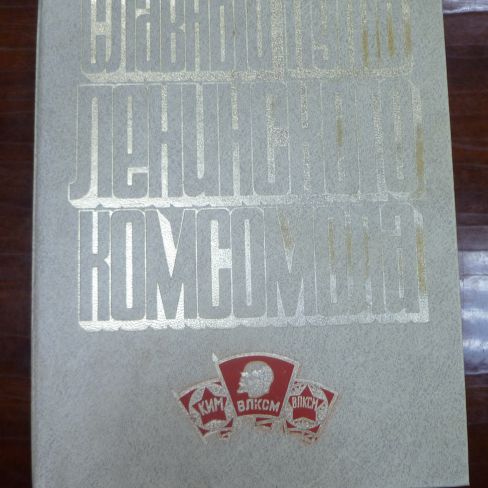 Славный путь
Ленинского
Комсомола
КИМ
ВЛКСМ
ВЛКСМ